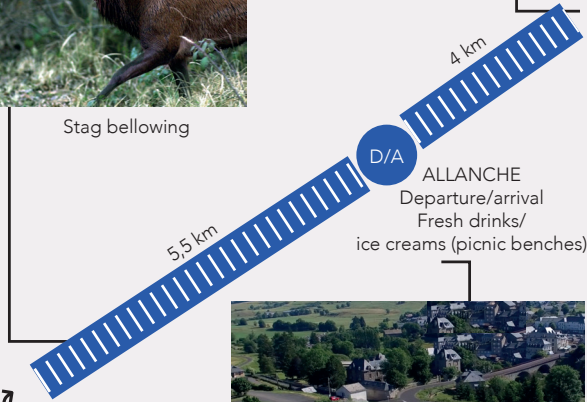 4 km
Stag bellowing
D/A
ALLANCHE
Departure/arrival
Fresh drinks/
ice creams (picnic benches)
5,5 km